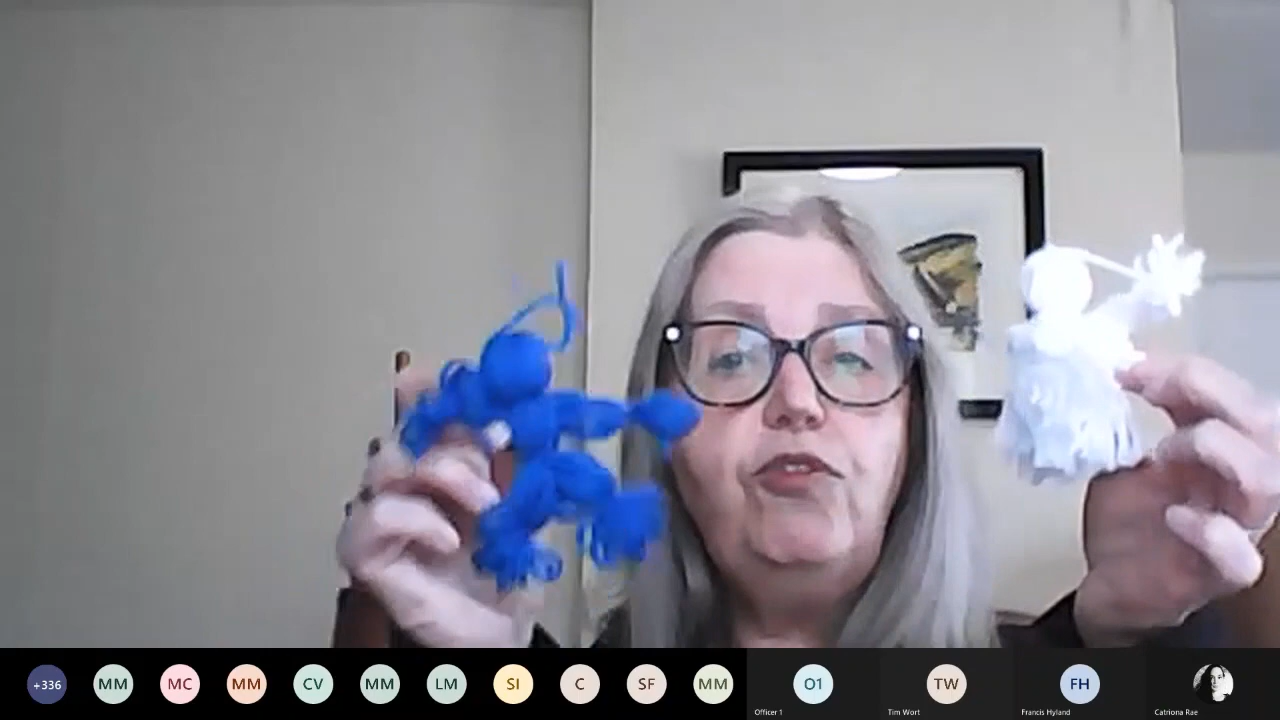 +336 MM MC MM CV MM LM SI C SF MM O1 TW FH
Officer 1 Tim Wort Francis Hyland Catriona Rae